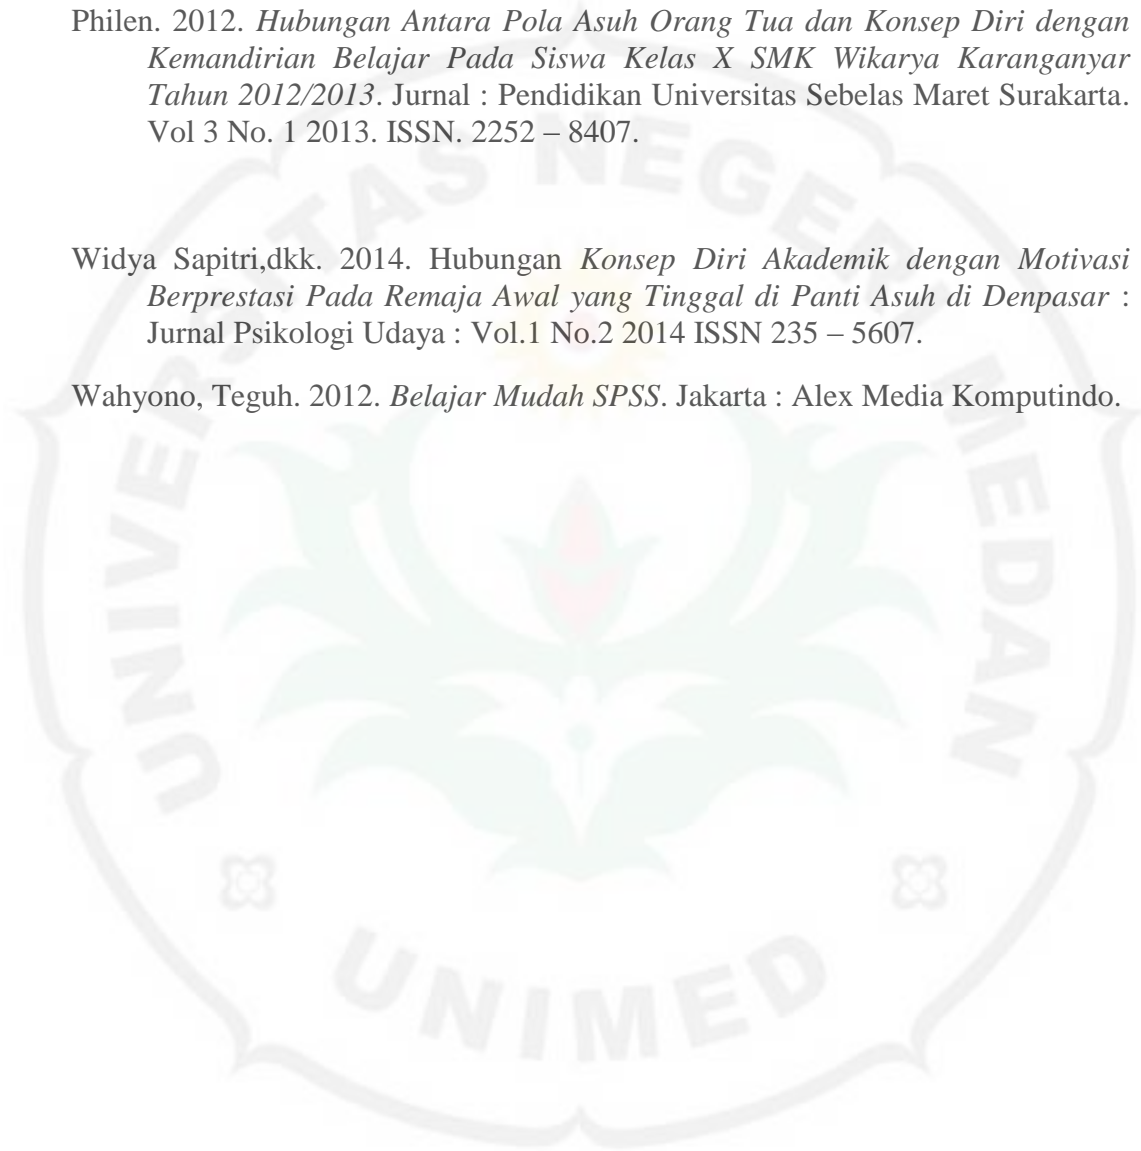 Philen. 2012. Hubungan Antara Pola Asuh Orang Tua dan Konsep Diri dengan
Kemandirian Belajar Pada Siswa Kelas X SMK Wikarya Karanganyar
Tahun 2012/2013. Jurnal : Pendidikan Universitas Sebelas Maret Surakarta.
Vol 3 No. 1 2013. ISSN. 2252 – 8407.
Widya Sapitri,dkk. 2014. Hubungan Konsep Diri Akademik dengan Motivasi
Berprestasi Pada Remaja Awal yang Tinggal di Panti Asuh di Denpasar :
Jurnal Psikologi Udaya : Vol.1 No.2 2014 ISSN 235 – 5607.
Wahyono, Teguh. 2012. Belajar Mudah SPSS. Jakarta : Alex Media Komputindo.
UNIVERSITAS NEGERI MEDAN
UNIMED